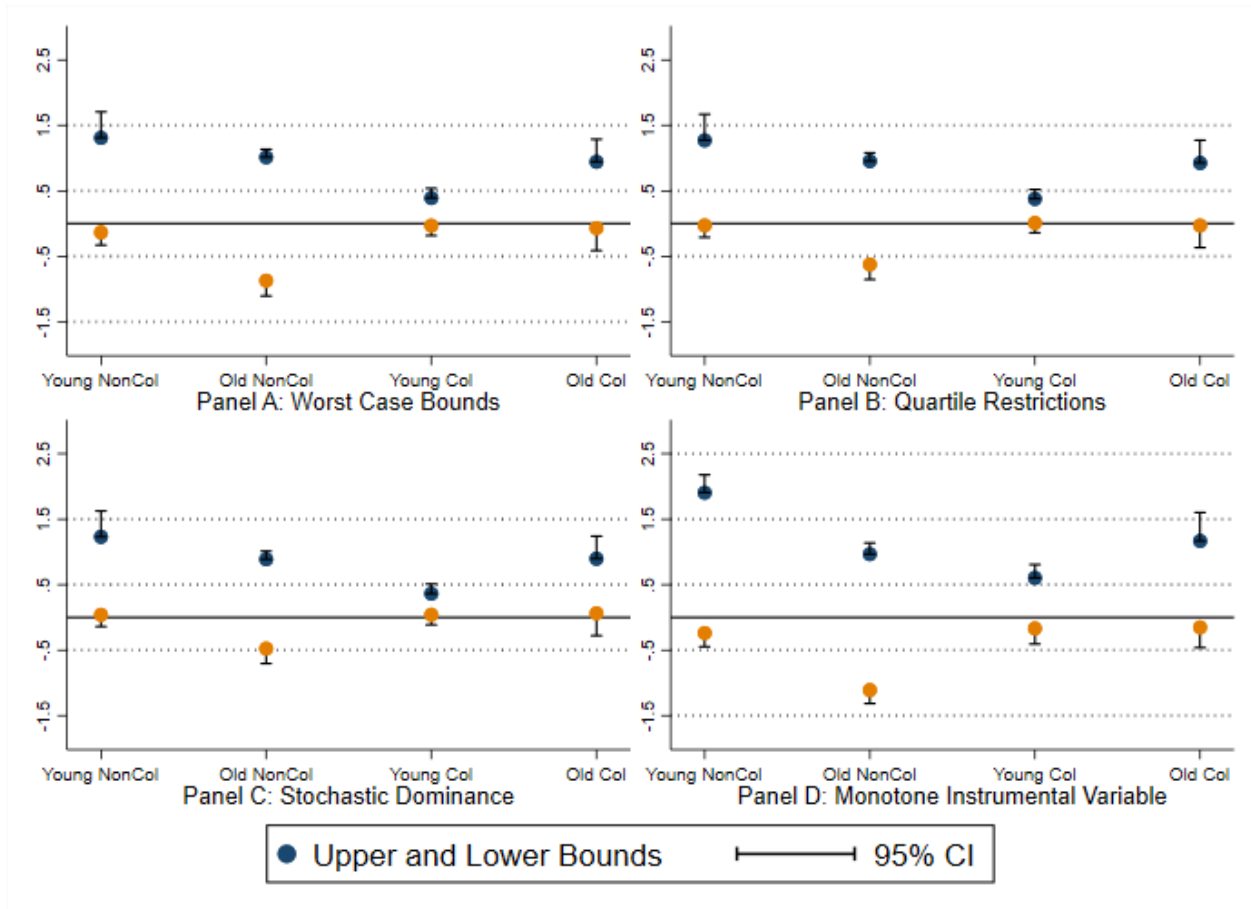 2.5
1.5
.5
-.5
-1.5
Young NonCol Old NonCol Young Col Old Col
Panel A: Worst Case Bounds
2.5
1.5
.5
-.5
-1.5
Young NonCol Old NonCol Young Col Old Col
Panel B: Quartile Restrictions
2.5
1.5
.5
-.5
-1.5
Young NonCol Old NonCol Young Col Old Col
Panel C: Stochastic Dominance
2.5
1.5
.5
-.5
-1.5
Young NonCol Old NonCol Young Col Old Col
Panel D: Monotone Instrumental Variable
Upper and Lower Bounds 95% CI